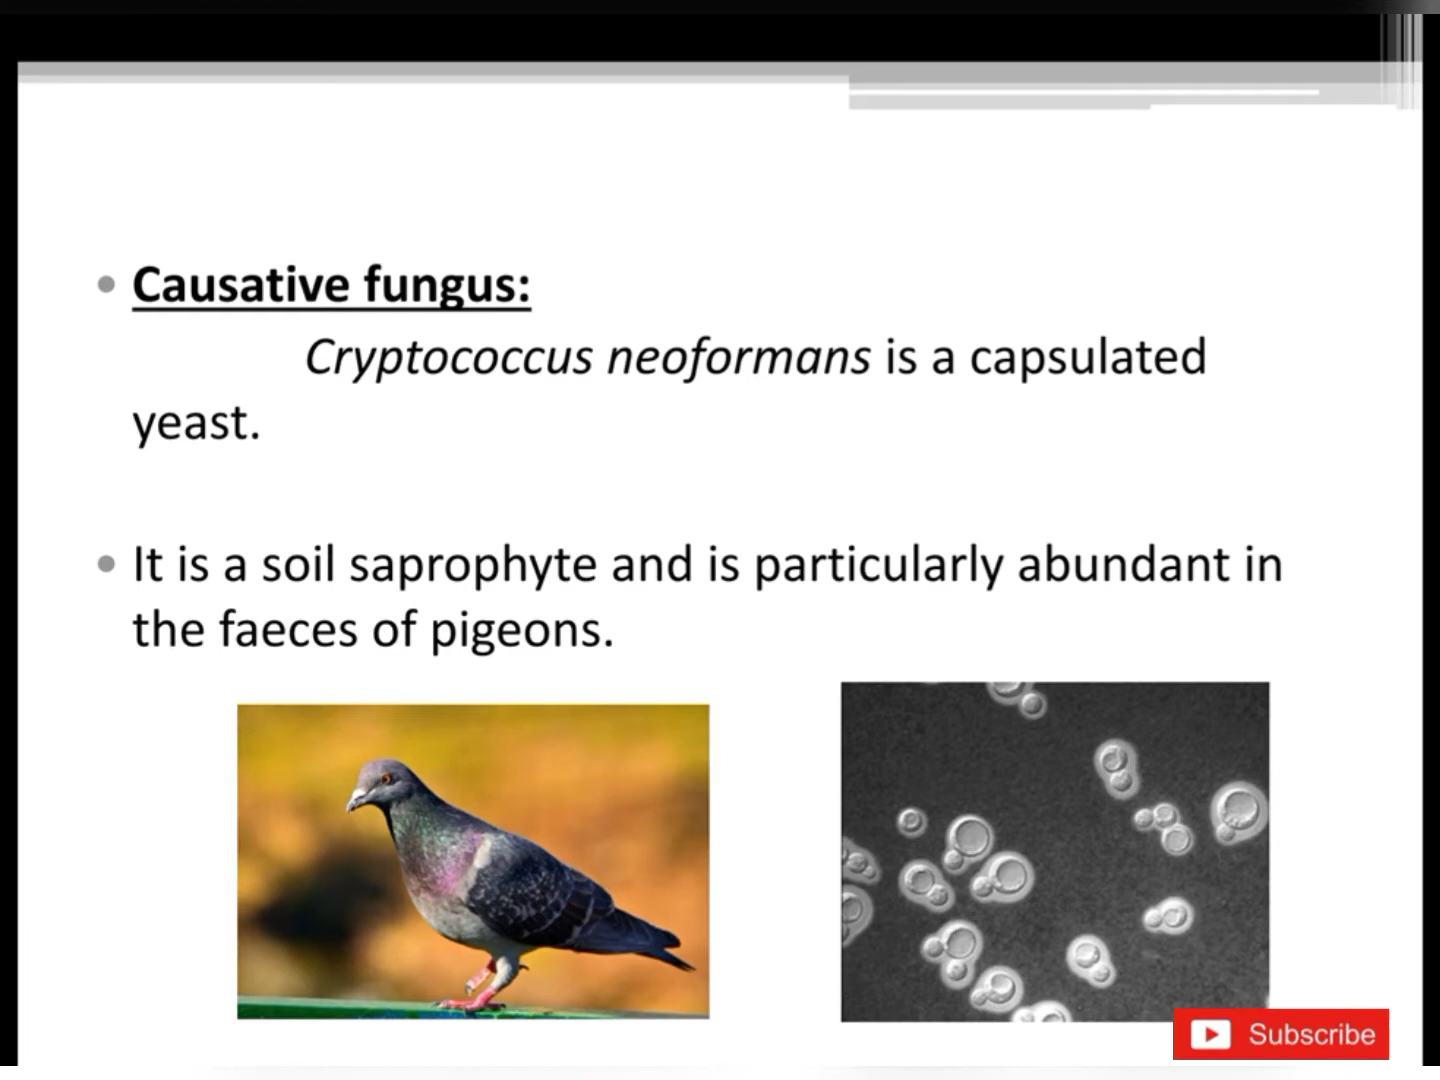 Causative fungus:
Cryptococcus neoformans is a capsulated
yeast.
It is a soil saprophyte and is particularly abundant in
the faeces of pigeons.
Subscribe